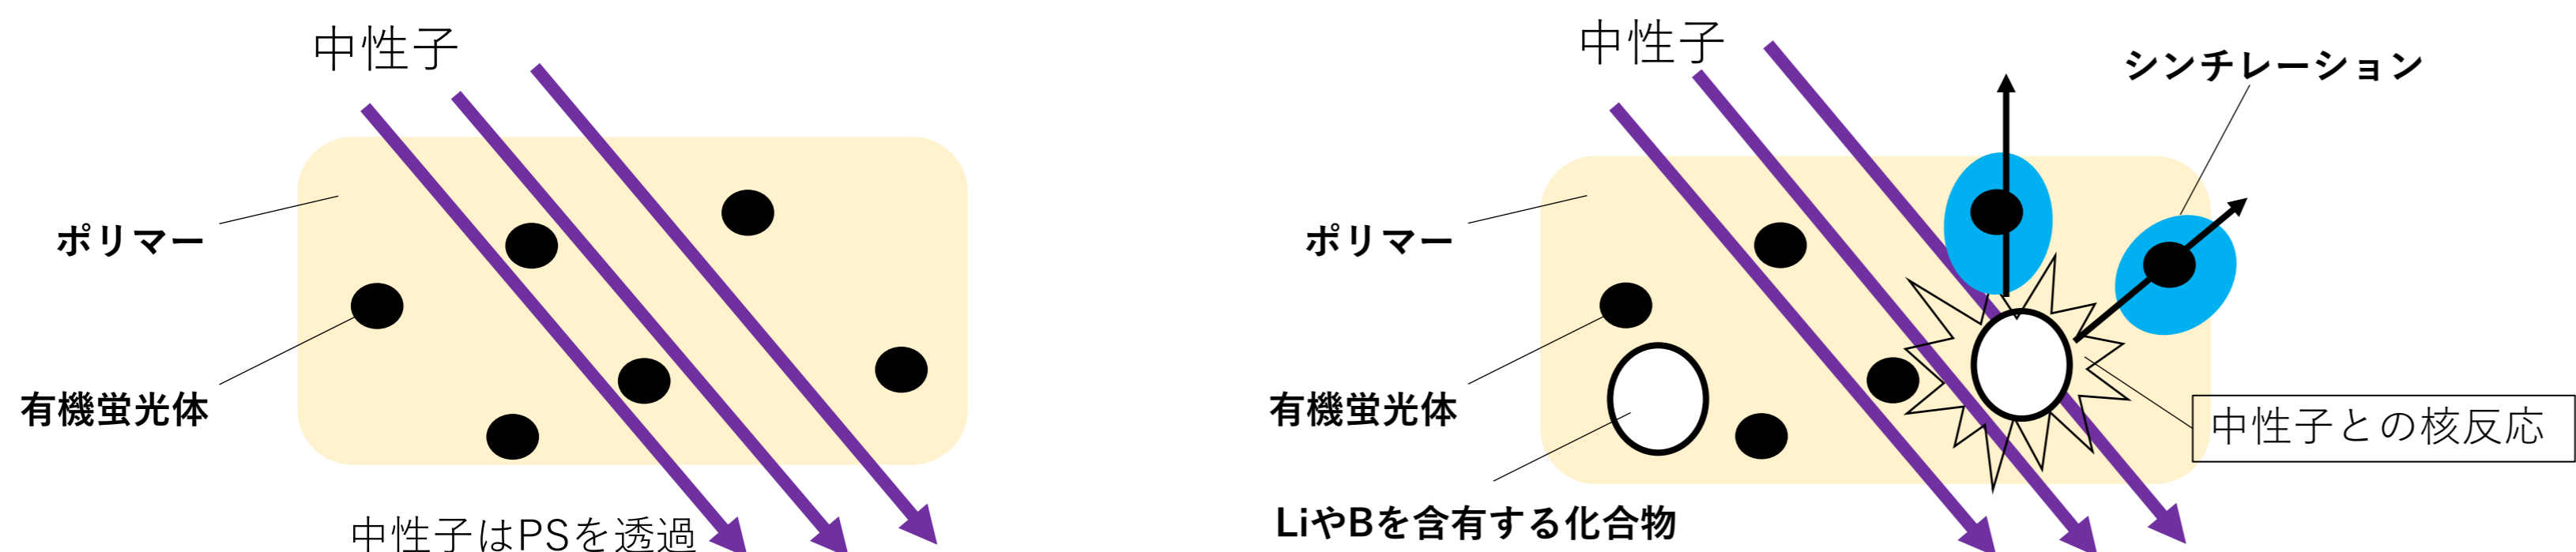 中性子
ポリマー
有機蛍光体
中性子はPSを透過
中性子
シンチレーション
ポリマー
有機蛍光体
中性子との核反応
LiやBを含有する化合物